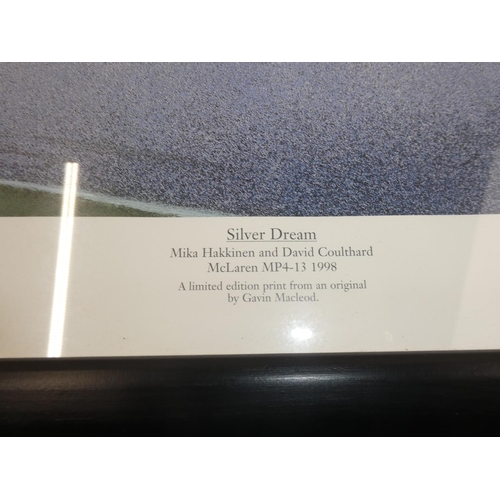 Silver Dream
Mika Hakkinen and David Coulthard
McLaren MP4-13 1998
A limited edition print from an original
by Gavin Macleod.